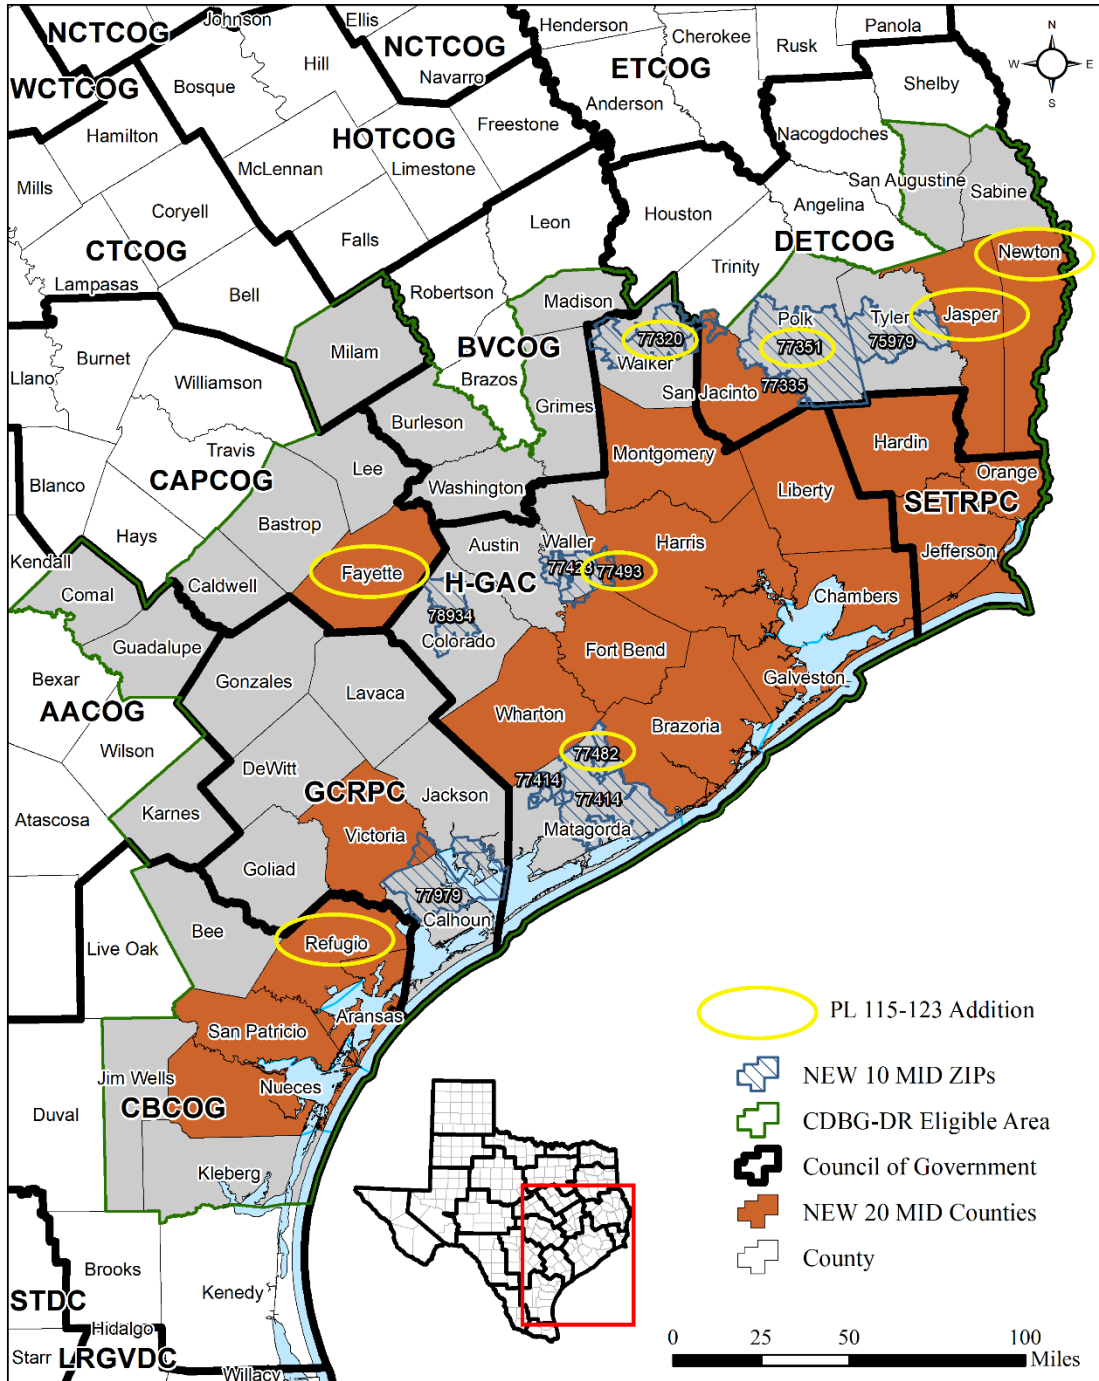 Johnson
Ellis
NCTCOG
NCTCOG
Henderson
Cherokee
Panola
Rusk
N
W
E
S
Hill
Navarro
ETCOG
WCTCOG
Bosque
Shelby
Anderson
Hamilton
Freestone
HOTCOG
Nacogdoches
McLennan
Limestone
San Augustine
Sabine
Mills
Coryell
Leon
Houston
Angelina
Falls
DETCOG
CTCOG
Newton
Trinity
Lampasas
Bell
Robertson
Madison
Polk
Tyler
Jasper
Burnet
Milam
BVCOG
77320
77351
75979
Llano
Williamson
Brazos
Walker
77335
San Jacinto
Grimes
Burleson
Travis
Hardin
Montgomery
Lee
CAPCOG
Orange
Blanco
Washington
Liberty
SETRPC
Bastrop
Hays
Austin
Waller
Harris
Jefferson
Kendall
Fayette
77423
77493
H-GAC
Caldwell
Comal
Chambers
78934
Colorado
Guadalupe
Fort Bend
Bexar
Gonzales
Lavaca
Galveston
AACOG
Wharton
Brazoria
Wilson
77482
DeWitt
77414
GCRPC
Jackson
77414
Karnes
Atascosa
Victoria
Matagorda
Goliad
77979
Calhoun
Bee
Live Oak
Refugio
PL 115-123 Addition
Aransas
San Patricio
NEW 10 MID ZIPs
Jim Wells
Nueces
Duval
CBCOG
CDBG-DR Eligible Area
Council of Government
Kleberg
NEW 20 MID Counties
County
Brooks
Kenedy
STDC
Hidalgo
0 25 50 100
Starr
LRGVDC
Miles
Willacy